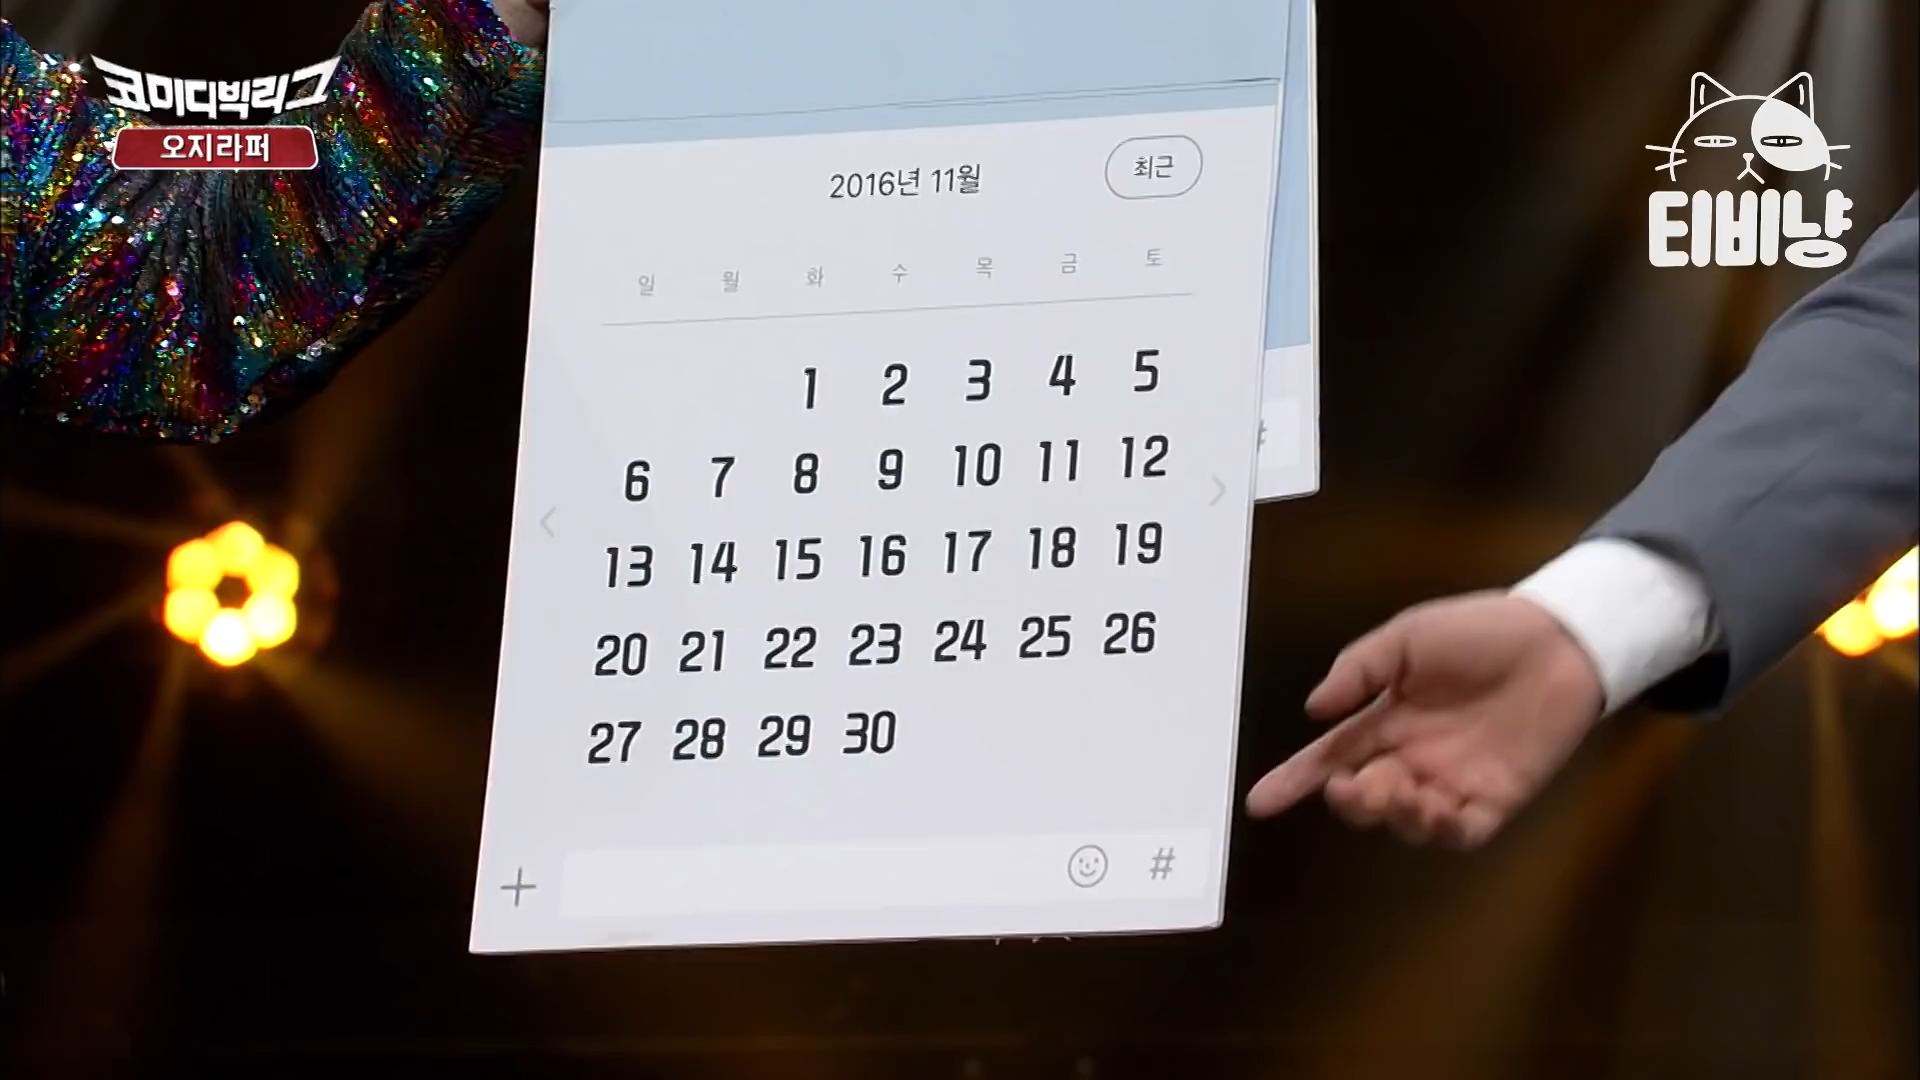 코미디빅리그
오지라퍼
티비냥
2016년 11월
최근
일 월 화 수 목 금 토
1 2 3 4 5
6 7 8 9 10 11 12
13 14 15 16 17 18 19
20 21 22 23 24 25 26
27 28 29 30
+ #